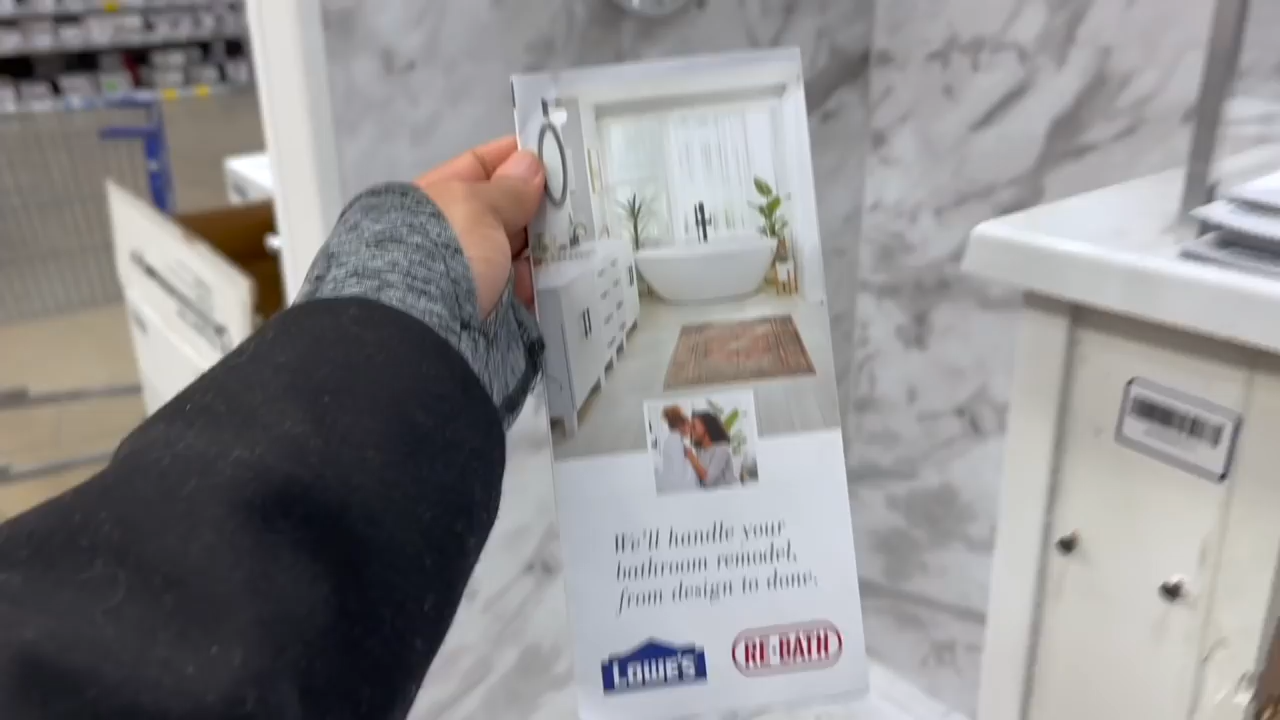 We'll handle your
bathroom remodel,
from design to done.
LOWE'S
RE·BATH